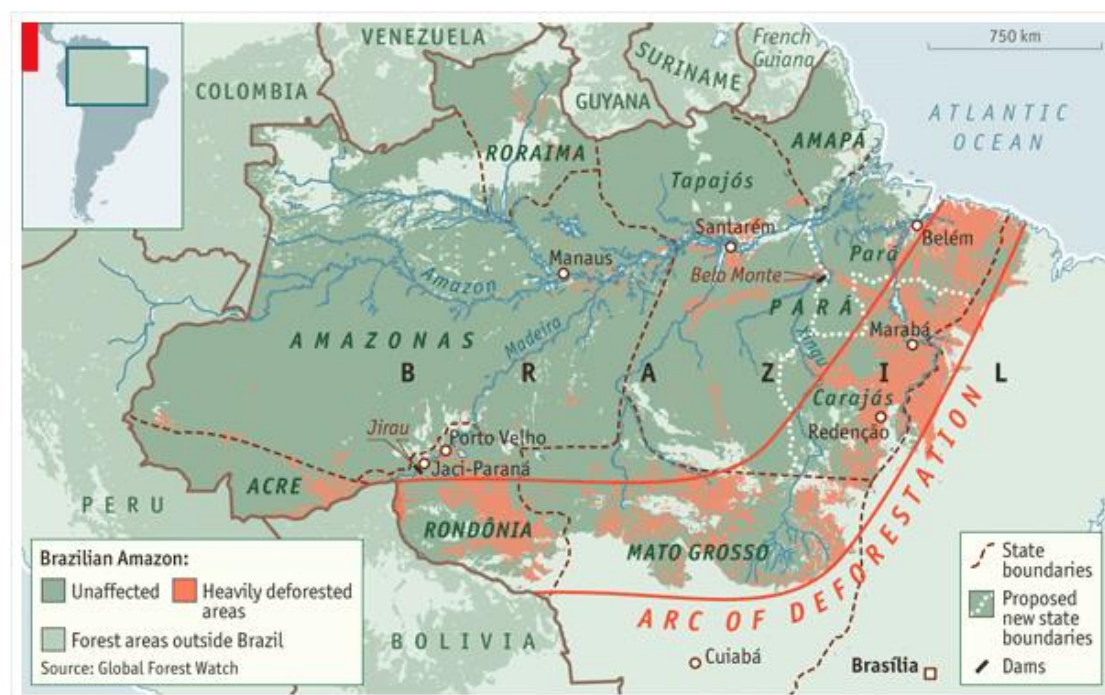 VENEZUELA
French
Guiana
750 km
SURINAME
COLOMBIA
GUYANA
ATLANTIC
OCEAN
AMAPÁ
RORAIMA
Tapajós
Santarém
Belém
Manaus
Pará
Belo Monte
Amazon
PARÁ
AMAZONAS
Madeira
Xingu
Marabá
B R A Z I L
Carajás
Redenção
Jirau
Porto Velho
Jaci-Paraná
ACRE
PERU
RONDÔNIA
MATO GROSSO
ARC OF DEFORESTATION
BOLIVIA
Cuiabá
Brasília
Brazilian Amazon:
Unaffected
Heavily deforested
areas
Forest areas outside Brazil
Source: Global Forest Watch
State
boundaries
Proposed
new state
boundaries
Dams